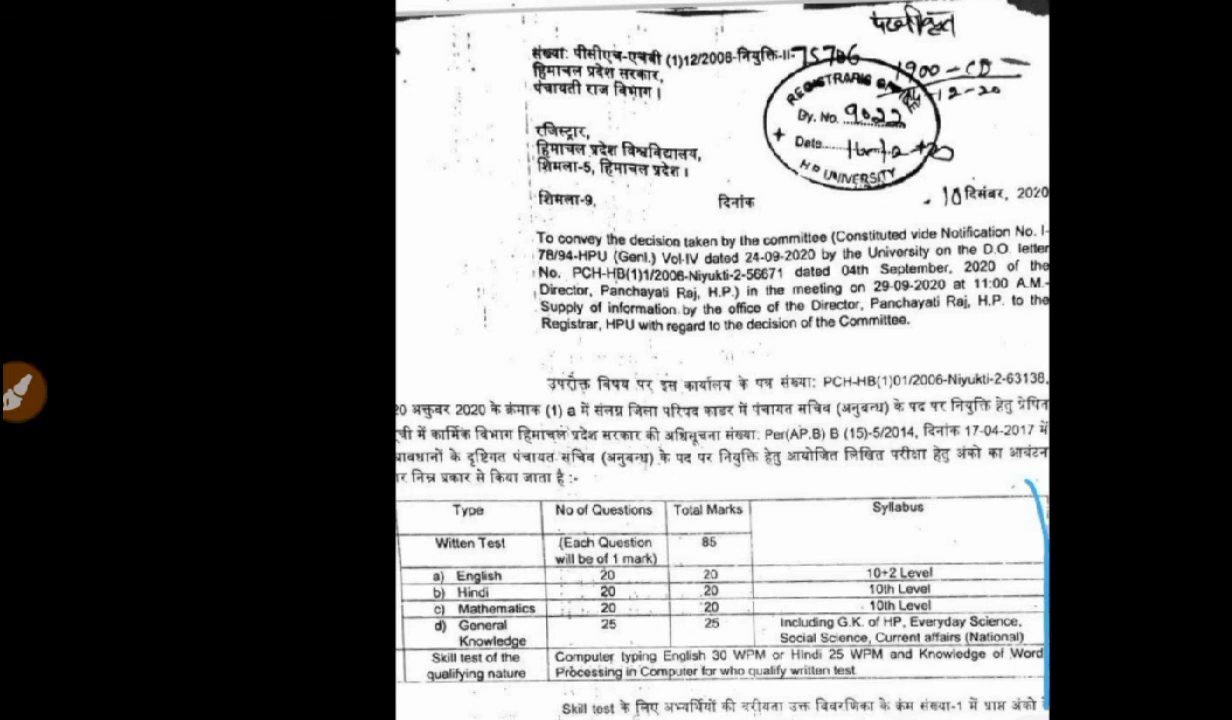 संख्याः पीसीएच-एचबी (1)12/2006-नियुक्ति-II-75706
हिमाचल प्रदेश सरकार,
पंचायती राज विभाग।
REGISTRAR'S
Dy. No. 9022
Date
H P UNIVERSITY
1900
12-20
रजिस्ट्रार,
हिमाचल प्रदेश विश्वविद्यालय,
शिमला-5, हिमाचल प्रदेश।
शिमला-9, दिनांक 10 दिसंबर, 2020
To convey the decision taken by the committee (Constituted vide Notification No. I-
78/94-HPU (Genl.) Vol-IV dated 24-09-2020 by the University on the D.O. letter
No. PCH-HB(1)1/2006-Niyukti-2-56671 dated 04th September, 2020 of the
Director, Panchayati Raj, H.P.) in the meeting on 29-09-2020 at 11:00 A.M.-
Supply of information by the office of the Director, Panchayati Raj, H.P. to the
Registrar, HPU with regard to the decision of the Committee.
उपरोक्त विषय पर इस कार्यालय के पत्र संख्याः PCH-HB(1)01/2006-Niyukti-2-63138,
20 अक्तुबर 2020 के क्रंमाक (1) a में संलग्न जिला परिषद काडर में पंचायत सचिव (अनुबन्ध) के पद पर नियुक्ति हेतु प्रेषित
ची में कार्मिक विभाग हिमाचल प्रदेश सरकार की अधिसूचना संख्याः Per(AP.B) B (15)-5/2014, दिनांक 17-04-2017 में
प्रावधानों के दृष्टिगत पंचायत सचिव (अनुबन्ध) के पद पर नियुक्ति हेतु आयोजित लिखित परीक्षा हेतु अंको का आवंटन
र निम्न प्रकार से किया जाता है :-
Type No of Questions Total Marks Syllabus
Witten Test (Each Question 85
will be of 1 mark)
a) English 20 20 10+2 Level
b) Hindi 20 20 10th Level
c) Mathematics 20 20 10th Level
d) General 25 25 Including G.K. of HP, Everyday Science,
Knowledge Social Science, Current affairs (National)
Skill test of the Computer typing English 30 WPM or Hindi 25 WPM and Knowledge of Word
qualifying nature Processing in Computer for who qualify written test
Skill test के लिए अभ्यर्थियों की वरीयता उक्त विवरणिका के क्रंम संख्या-1 में प्राप्त अंको